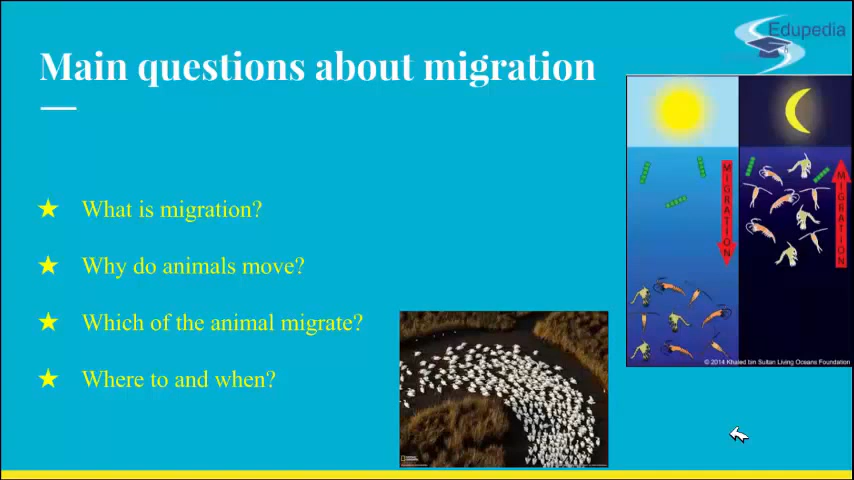 Edupedia
Main questions about migration
★ What is migration?
★ Why do animals move?
★ Which of the animal migrate?
★ Where to and when?
MIGRATION
MIGRATION
© 2014 Khaled bin Sultan Living Oceans Foundation